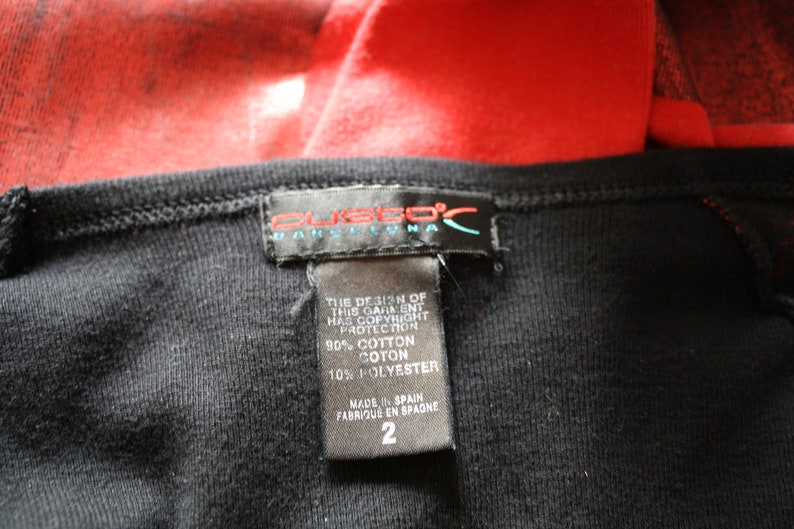 custo
BARCELONA
THE DESIGN OF
THIS GARMENT
HAS COPYRIGHT
PROTECTION
90% COTTON
COTON
10% POLYESTER
MADE IN SPAIN
FABRIQUÉ EN ESPAGNE
2